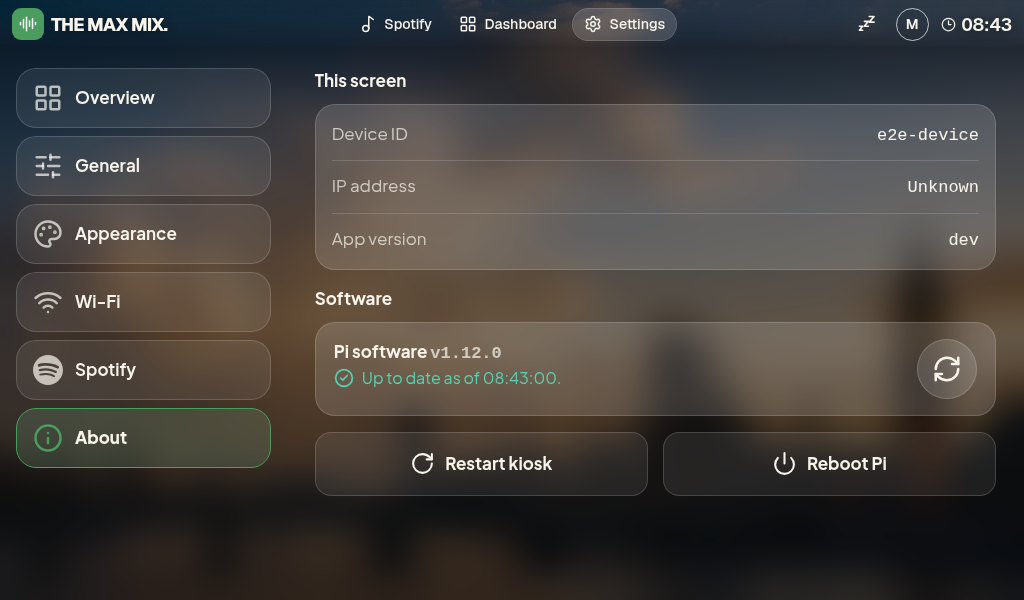 THE MAX MIX.
Spotify
Dashboard
Settings
M
08:43
Overview
General
Appearance
Wi-Fi
Spotify
About
This screen
Device ID e2e-device
IP address Unknown
App version dev
Software
Pi software v1.12.0
Up to date as of 08:43:00.
Restart kiosk
Reboot Pi